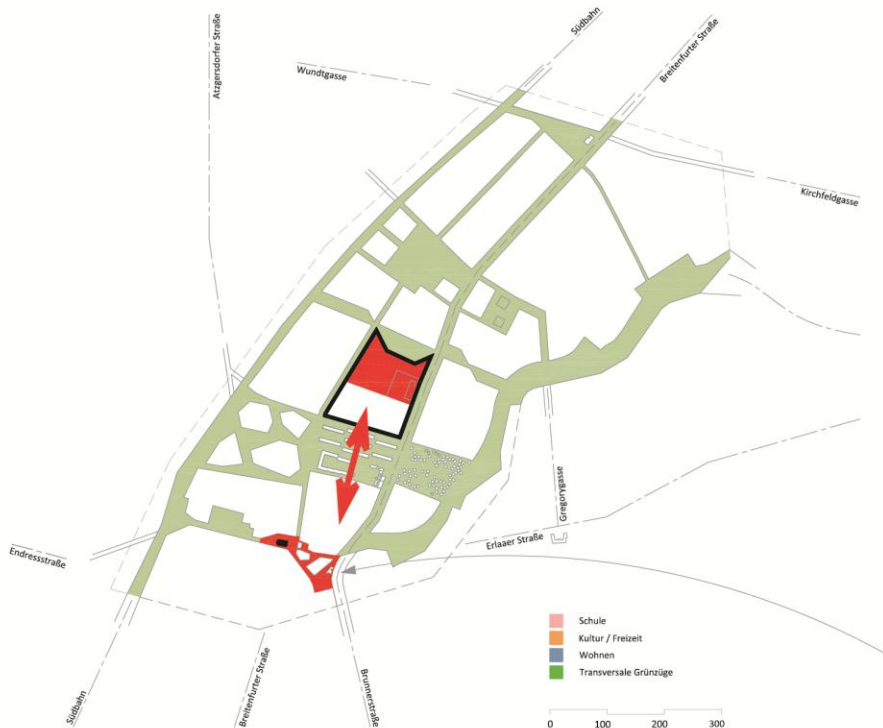 Südbahn
Breitenfurter Straße
Atzgersdorfer Straße
Wundtgasse
Kirchfeldgasse
Gregorygasse
Erlaaer Straße
Endressstraße
Südbahn
Breitenfurter Straße
Brunnerstraße
Schule
Kultur / Freizeit
Wohnen
Transversale Grünzüge
0 100 200 300